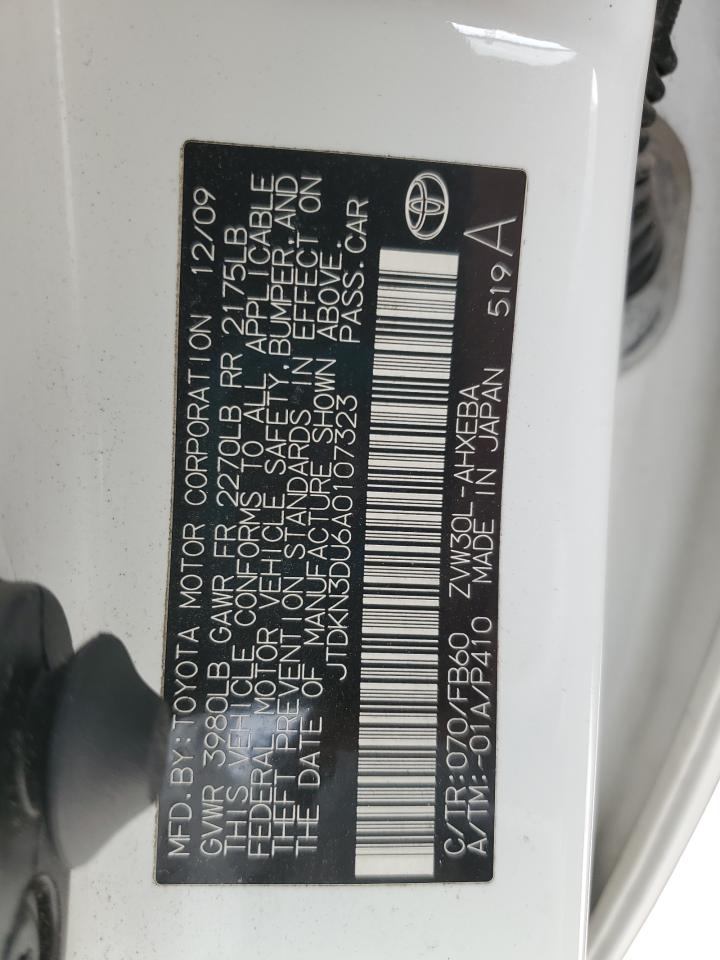 MFD. BY: TOYOTA MOTOR CORPORATION 12/09
GVWR 3980LB GAWR FR 2270LB RR 2175LB
THIS VEHICLE CONFORMS TO ALL APPLICABLE
FEDERAL MOTOR VEHICLE SAFETY, BUMPER, AND
THEFT PREVENTION STANDARDS IN EFFECT ON
THE DATE OF MANUFACTURE SHOWN ABOVE.
JTDKN3DU6A0107323 PASS. CAR
C/TR: 070/FB60 ZVW30L-AHXEBA
A/TM: -01A/P410 MADE IN JAPAN 519 A